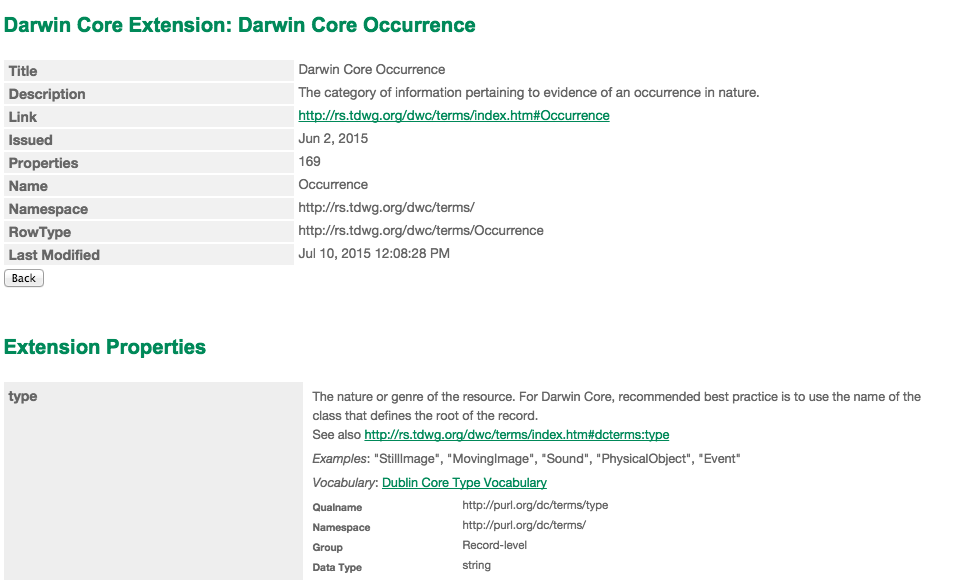 Darwin Core Extension: Darwin Core Occurrence
Title Darwin Core Occurrence
Description The category of information pertaining to evidence of an occurrence in nature.
Link http://rs.tdwg.org/dwc/terms/index.htm#Occurrence
Issued Jun 2, 2015
Properties 169
Name Occurrence
Namespace http://rs.tdwg.org/dwc/terms/
RowType http://rs.tdwg.org/dwc/terms/Occurrence
Last Modified Jul 10, 2015 12:08:28 PM
Back
Extension Properties
type The nature or genre of the resource. For Darwin Core, recommended best practice is to use the name of the
class that defines the root of the record.
See also http://rs.tdwg.org/dwc/terms/index.htm#dcterms:type
Examples: "StillImage", "MovingImage", "Sound", "PhysicalObject", "Event"
Vocabulary: Dublin Core Type Vocabulary
Qualname http://purl.org/dc/terms/type
Namespace http://purl.org/dc/terms/
Group Record-level
Data Type string